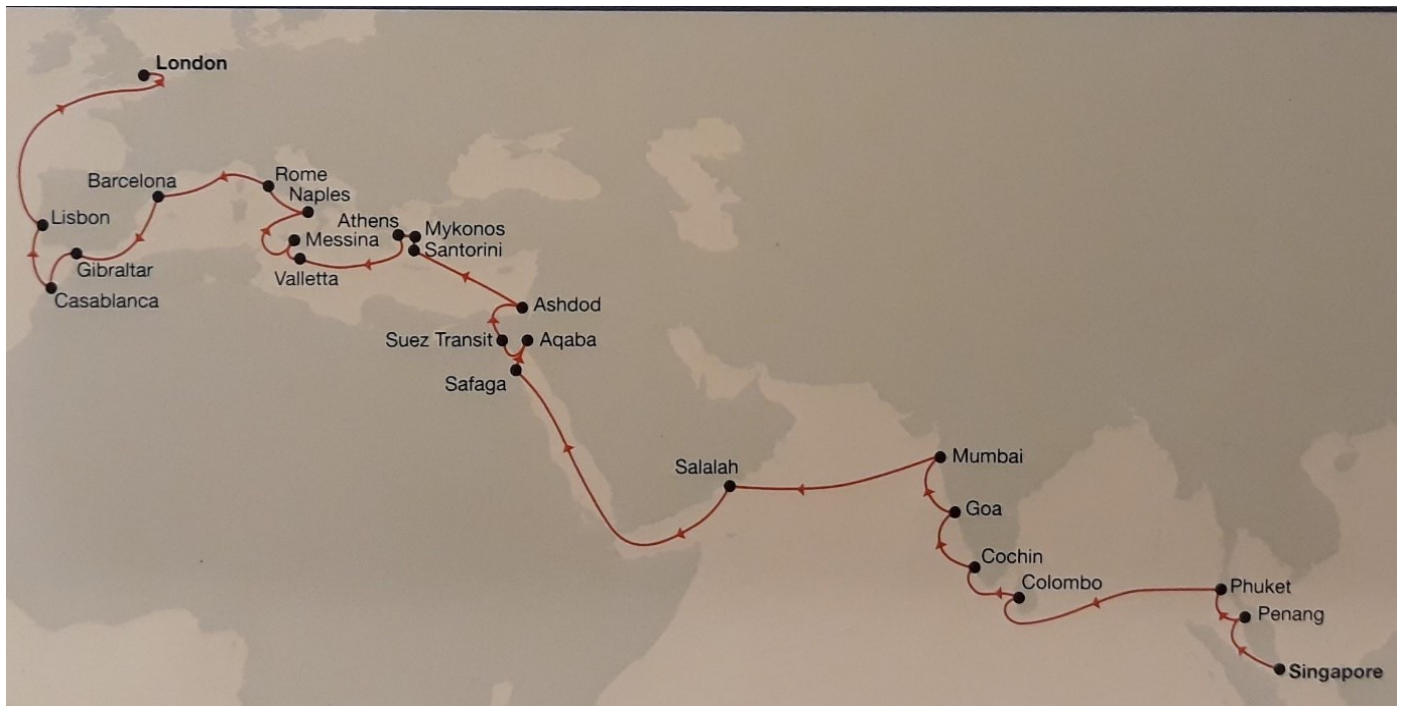 London
Rome
Barcelona
Naples
Lisbon
Athens
Mykonos
Messina
Santorini
Gibraltar
Valletta
Casablanca
Ashdod
Suez Transit
Aqaba
Safaga
Mumbai
Salalah
Goa
Cochin
Colombo
Phuket
Penang
Singapore